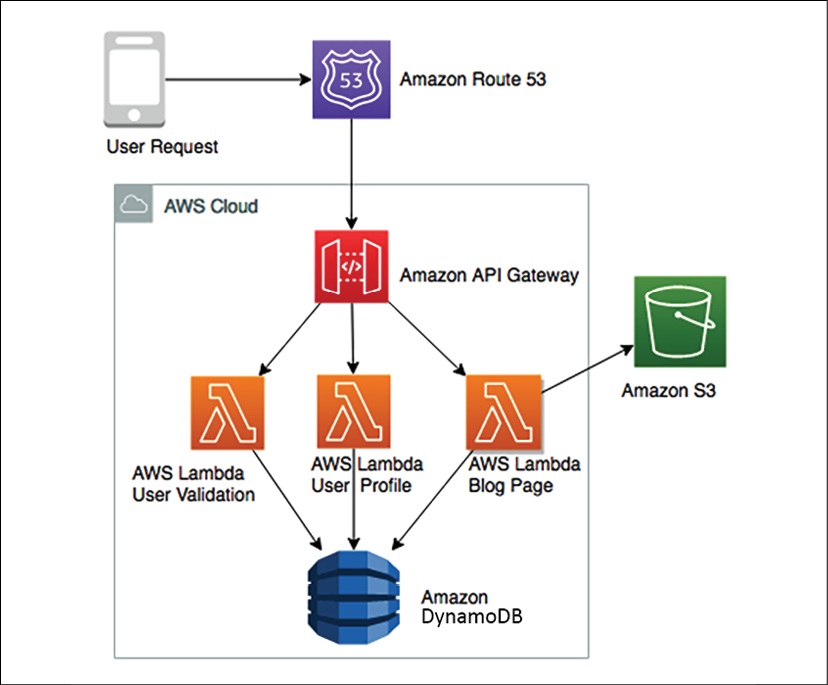 53
Amazon Route 53
User Request
AWS Cloud
</>
Amazon API Gateway
Amazon S3
AWS Lambda
User Validation
AWS Lambda
User Profile
AWS Lambda
Blog Page
Amazon
DynamoDB